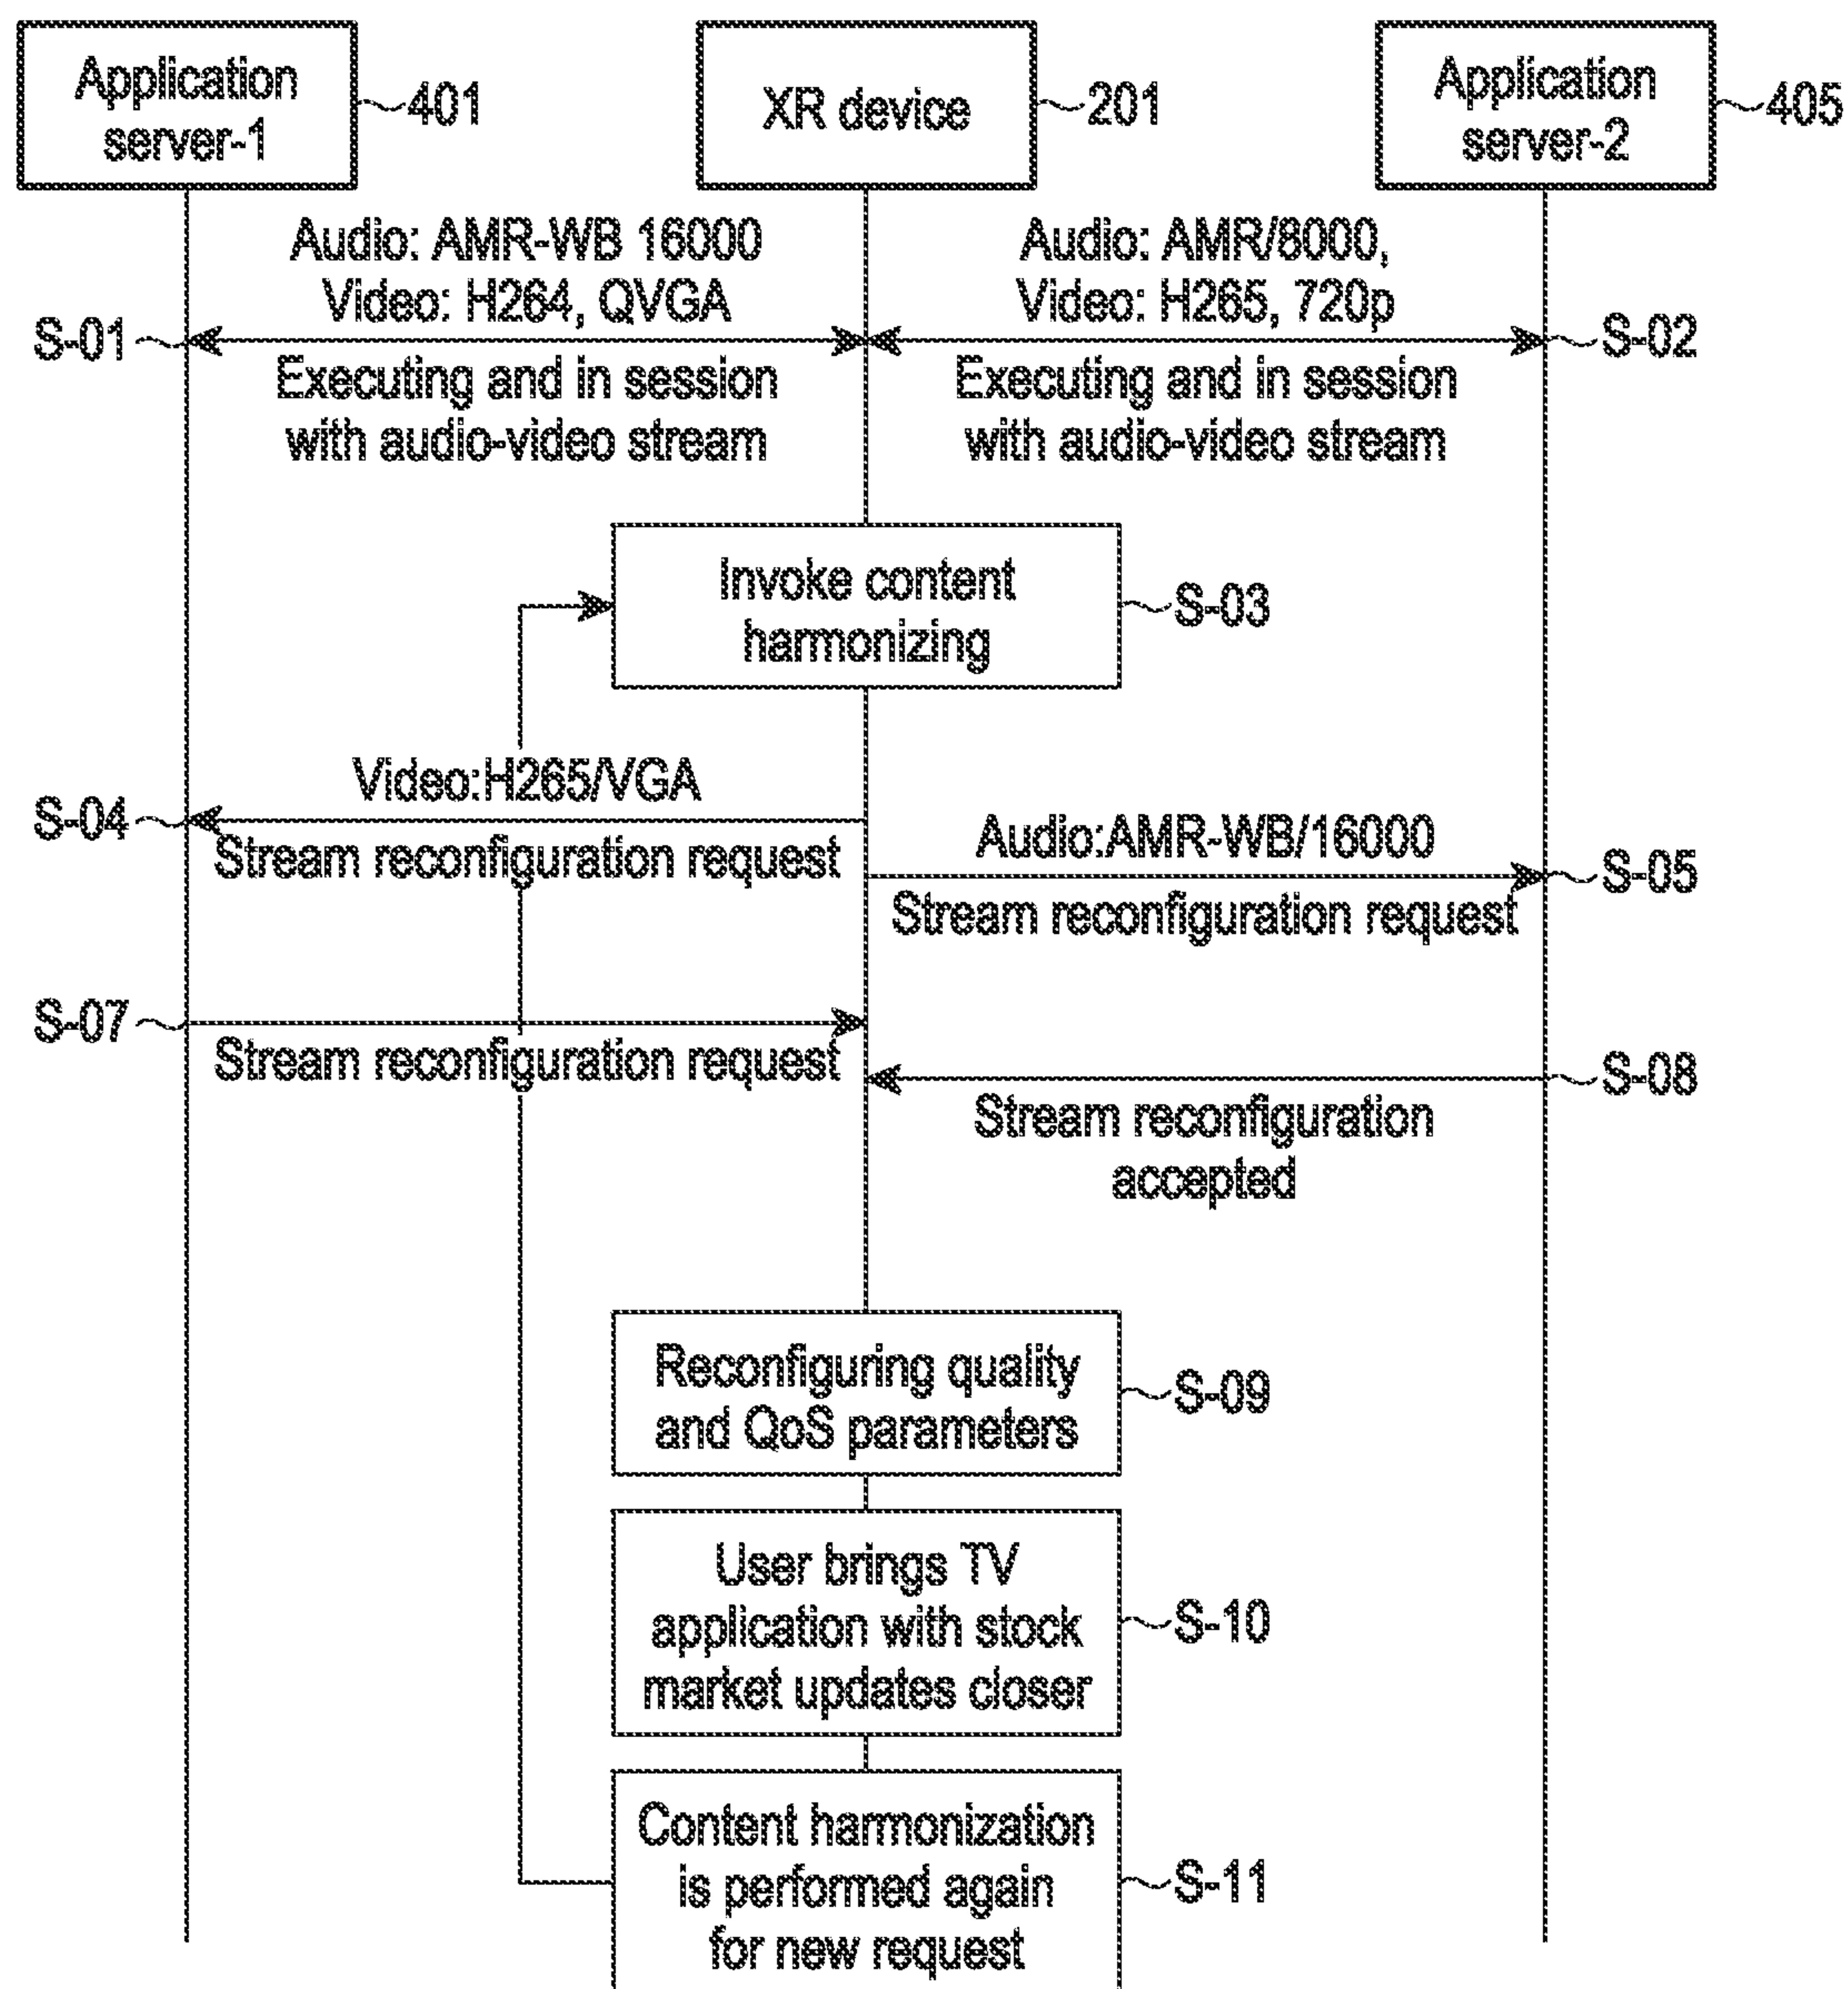 Application
server-1
401
XR device
201
Application
server-2
405
Audio: AMR-WB 16000
Video: H264, QVGA
Audio: AMR/8000,
Video: H265, 720p
S-01
S-02
Executing and in session
with audio-video stream
Executing and in session
with audio-video stream
Invoke content
harmonizing
S-03
Video:H265/VGA
S-04
Stream reconfiguration request
Audio:AMR-WB/16000
S-05
Stream reconfiguration request
S-07
Stream reconfiguration request
S-08
Stream reconfiguration
accepted
Reconfiguring quality
and QoS parameters
S-09
User brings TV
application with stock
market updates closer
S-10
Content harmonization
is performed again
for new request
S-11